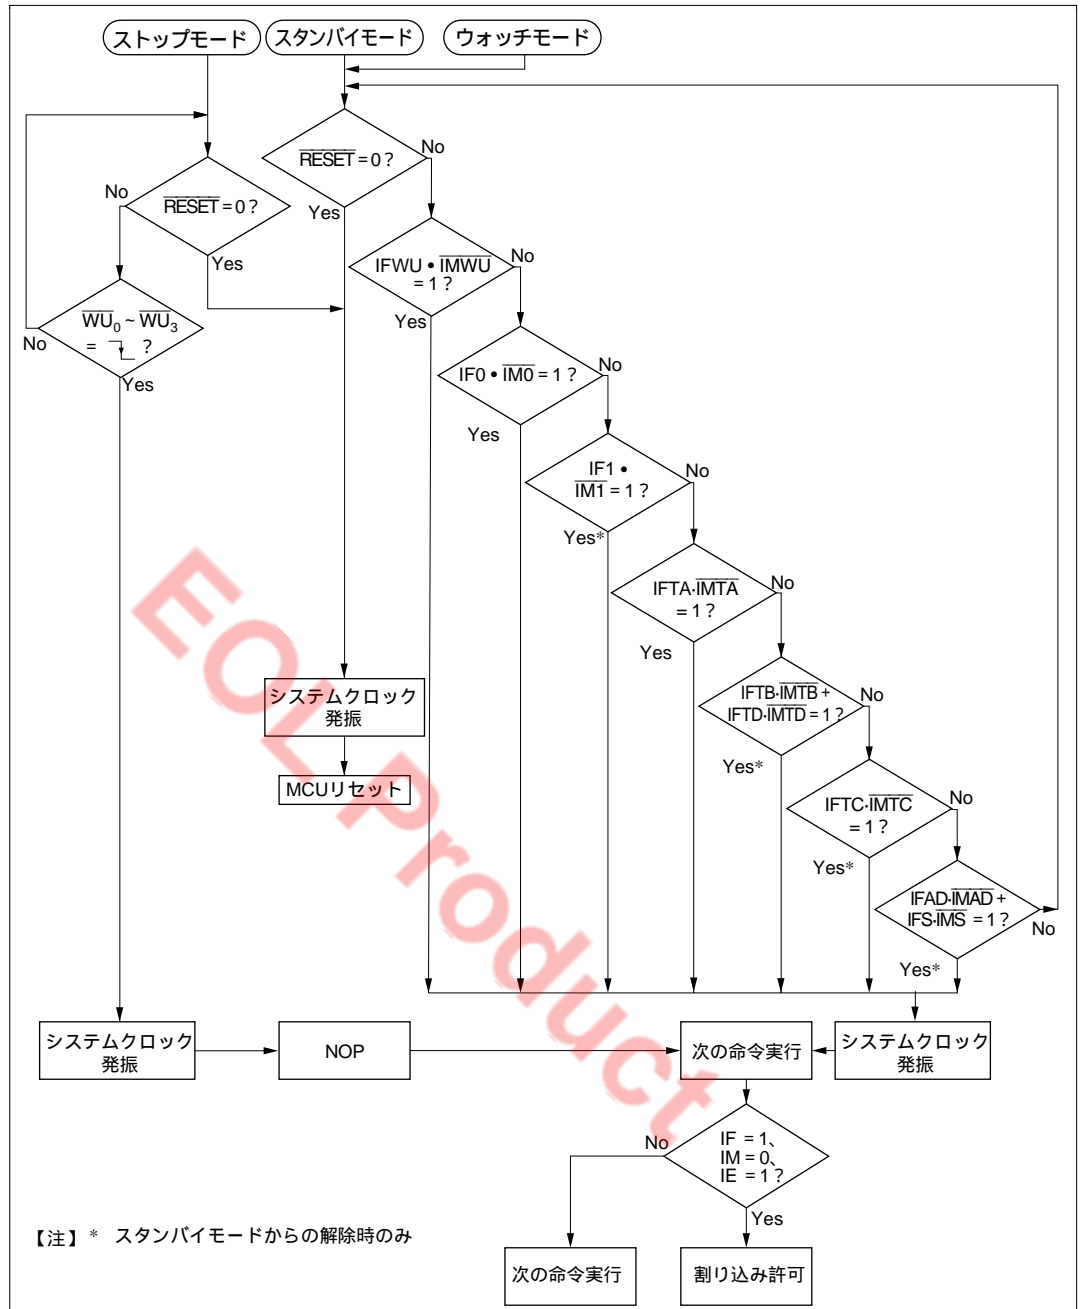 ストップモード
スタンバイモード
ウォッチモード
RESET = 0 ?
No
Yes
RESET = 0 ?
No
Yes
IFWU • IMWU
= 1 ?
No
Yes
WU0 ~ WU3
= ?
No
Yes
IF0 • IM0 = 1 ?
No
Yes
IF1 •
IM1 = 1 ?
No
Yes*
IFTA·IMTA
= 1 ?
No
Yes
IFTB·IMTB +
IFTD·IMTD = 1 ?
No
Yes*
システムクロック
発振
MCUリセット
IFTC·IMTC
= 1 ?
No
Yes*
IFAD·IMAD +
IFS·IMS = 1 ?
No
Yes*
システムクロック
発振
NOP
次の命令実行
システムクロック
発振
IF = 1、
IM = 0、
IE = 1 ?
No
Yes
【注】 * スタンバイモードからの解除時のみ
次の命令実行
割り込み許可
EOL Product